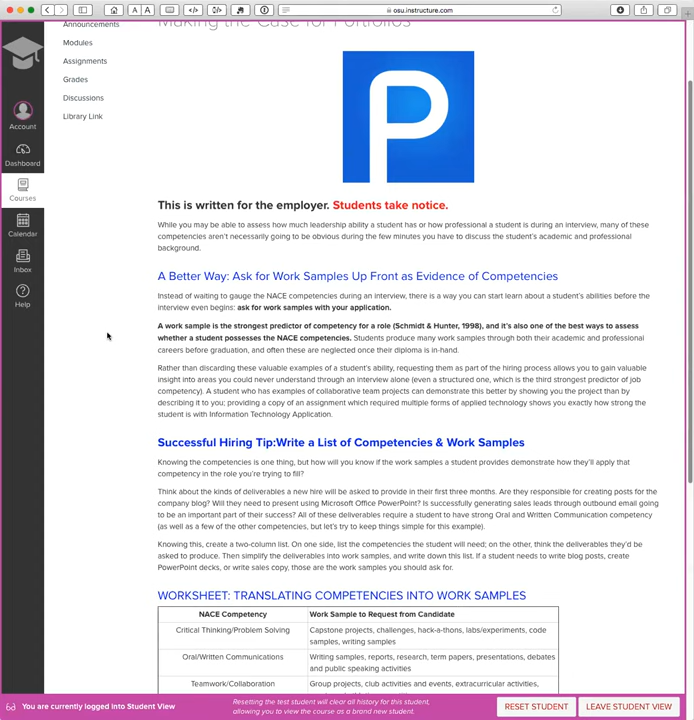 osu.instructure.com
A A
Making the Case for Portfolios
Announcements
Modules
Assignments
Grades
Discussions
Library Link
Account
Dashboard
Courses
Calendar
Inbox
Help
P
This is written for the employer. Students take notice.
While you may be able to assess how much leadership ability a student has or how professional a student is during an interview, many of these
competencies aren't necessarily going to be obvious during the few minutes you have to discuss the student's academic and professional
background.
A Better Way: Ask for Work Samples Up Front as Evidence of Competency
Instead of waiting to gauge the NACE competencies during an interview, there is a way you can start learn about a student's abilities before the
interview even begins: ask for work samples with your application.
A work sample is the strongest predictor of competency for a role (Schmidt & Hunter, 1998), and it's also one of the best ways to assess
whether a student possesses the NACE competencies. Students produce many work samples through both their academic and professional
careers before graduation, and often these are neglected once their diploma is in-hand.
Rather than discarding these valuable examples of a student's ability, requesting them as part of the hiring process allows you to gain valuable
insight into areas you could never understand through an interview alone (even a structured one, which is the third strongest predictor of job
competency). A student who has examples of collaborative team projects can demonstrate this better by showing you the project than by
describing it to you; providing a copy of an assignment which required multiple forms of applied technology shows you exactly how strong the
student is with Information Technology Application.
Successful Hiring Tip:Write a List of Competencies & Work Samples
Knowing the competencies is one thing, but how will you know if the work samples a student provides demonstrate how they'll apply that
competency in the role you're trying to fill?
Think about the kinds of deliverables a new hire will be asked to provide in their first three months. Are they responsible for creating posts for the
company blog? Will they need to present using Microsoft Office PowerPoint? Is successfully generating sales leads through outbound email going
to be an important part of their success? All of these deliverables require a student to have strong Oral and Written Communication competency
(as well as a few of the other competencies, but let's try to keep things simple for this example).
Knowing this, create a two-column list. On one side, list the competencies the student will need; on the other, think the deliverables they'd be
asked to produce. Then simplify the deliverables into work samples, and write down this list. If a student needs to write blog posts, create
PowerPoint decks, or write sales copy, those are the work samples you should ask for.
WORKSHEET: TRANSLATING COMPETENCIES INTO WORK SAMPLES
NACE Competency Work Sample to Request from Candidate
Critical Thinking/Problem Solving Capstone projects, challenges, hack-a-thons, labs/experiments, code
samples, writing samples
Oral/Written Communications Writing samples, reports, research, term papers, presentations, debates
and public speaking activities
Teamwork/Collaboration Group projects, club activities and events, extracurricular activities,
You are currently logged into Student View
Resetting the test student will clear all history for this student,
allowing you to view the course as a brand new student.
RESET STUDENT
LEAVE STUDENT VIEW